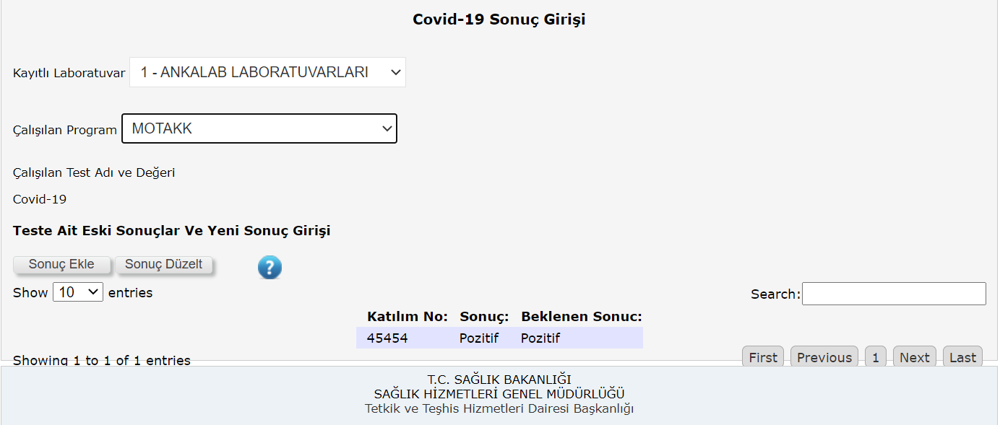 Covid-19 Sonuç Girişi
Kayıtlı Laboratuvar 1 - ANKALAB LABORATUVARLARI
Çalışılan Program MOTAKK
Çalışılan Test Adı ve Değeri
Covid-19
Teste Ait Eski Sonuçlar Ve Yeni Sonuç Girişi
Sonuç Ekle Sonuç Düzelt ?
Show 10 entries Search:
Katılım No: Sonuç: Beklenen Sonuc:
45454 Pozitif Pozitif
Showing 1 to 1 of 1 entries First Previous 1 Next Last
T.C. SAĞLIK BAKANLIĞI
SAĞLIK HİZMETLERİ GENEL MÜDÜRLÜĞÜ
Tetkik ve Teşhis Hizmetleri Dairesi Başkanlığı